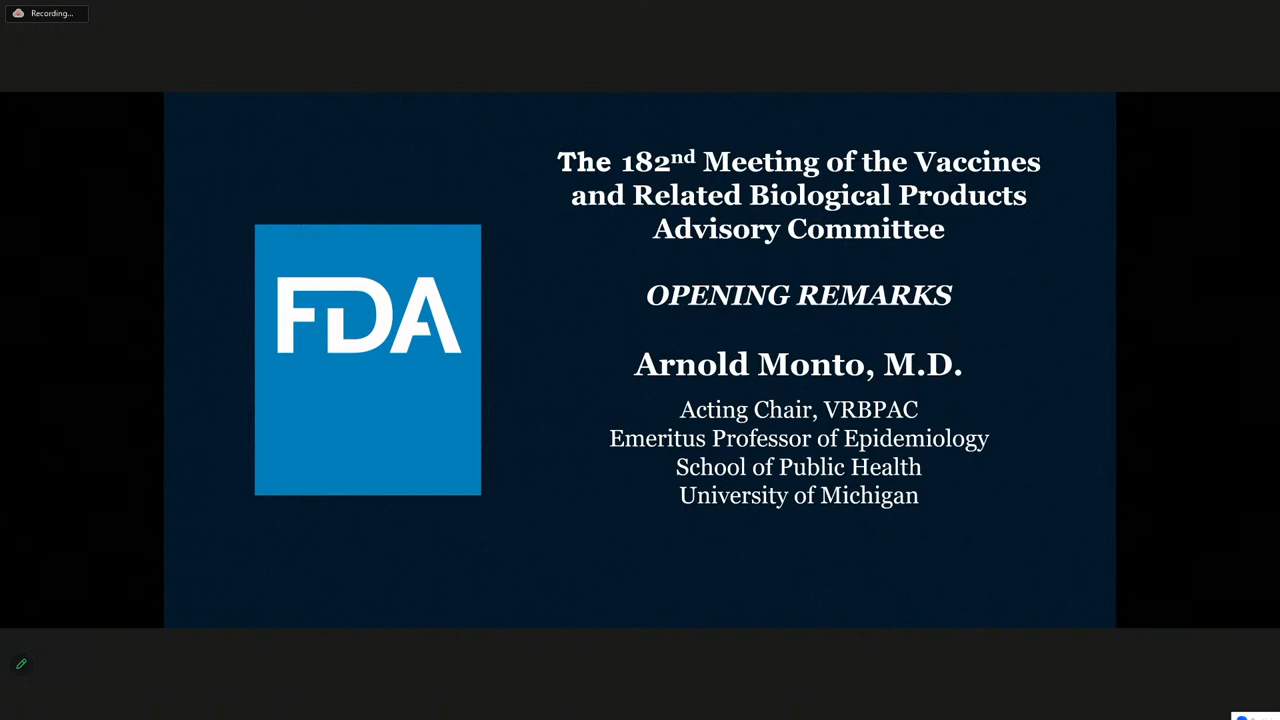 Recording...
The 182nd Meeting of the Vaccines
and Related Biological Products
Advisory Committee
FDA
OPENING REMARKS
Arnold Monto, M.D.
Acting Chair, VRBPAC
Emeritus Professor of Epidemiology
School of Public Health
University of Michigan